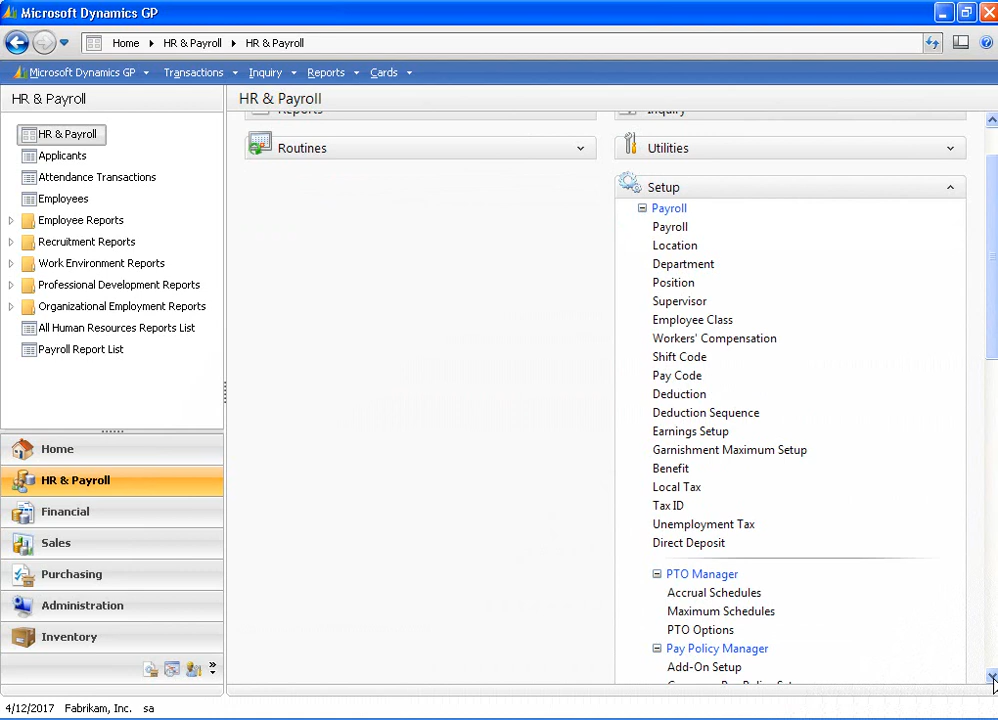 Microsoft Dynamics GP
Home HR & Payroll HR & Payroll
Microsoft Dynamics GP Transactions Inquiry Reports Cards
HR & Payroll
HR & Payroll
Applicants
Attendance Transactions
Employees
Employee Reports
Recruitment Reports
Work Environment Reports
Professional Development Reports
Organizational Employment Reports
All Human Resources Reports List
Payroll Report List
Home
HR & Payroll
Financial
Sales
Purchasing
Administration
Inventory
HR & Payroll
Reports
Routines
Inquiry
Utilities
Setup
Payroll
Payroll
Location
Department
Position
Supervisor
Employee Class
Workers' Compensation
Shift Code
Pay Code
Deduction
Deduction Sequence
Earnings Setup
Garnishment Maximum Setup
Benefit
Local Tax
Tax ID
Unemployment Tax
Direct Deposit
PTO Manager
Accrual Schedules
Maximum Schedules
PTO Options
Pay Policy Manager
Add-On Setup
4/12/2017 Fabrikam, Inc. sa